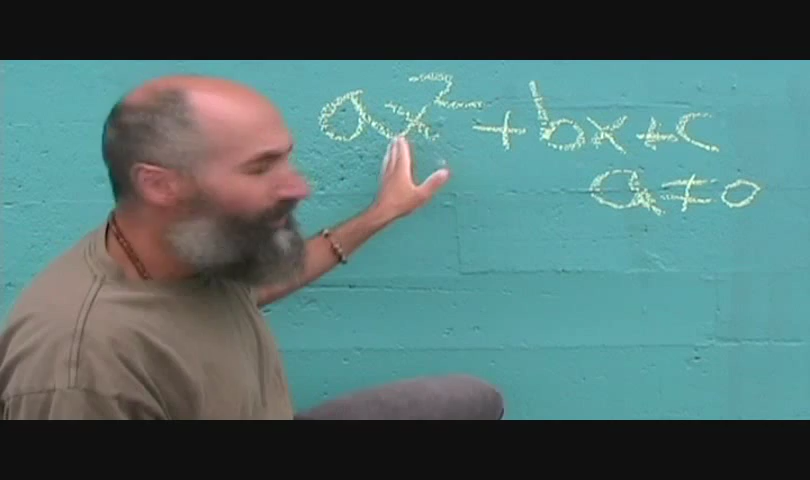 ax² + bx + c
a ≠ 0